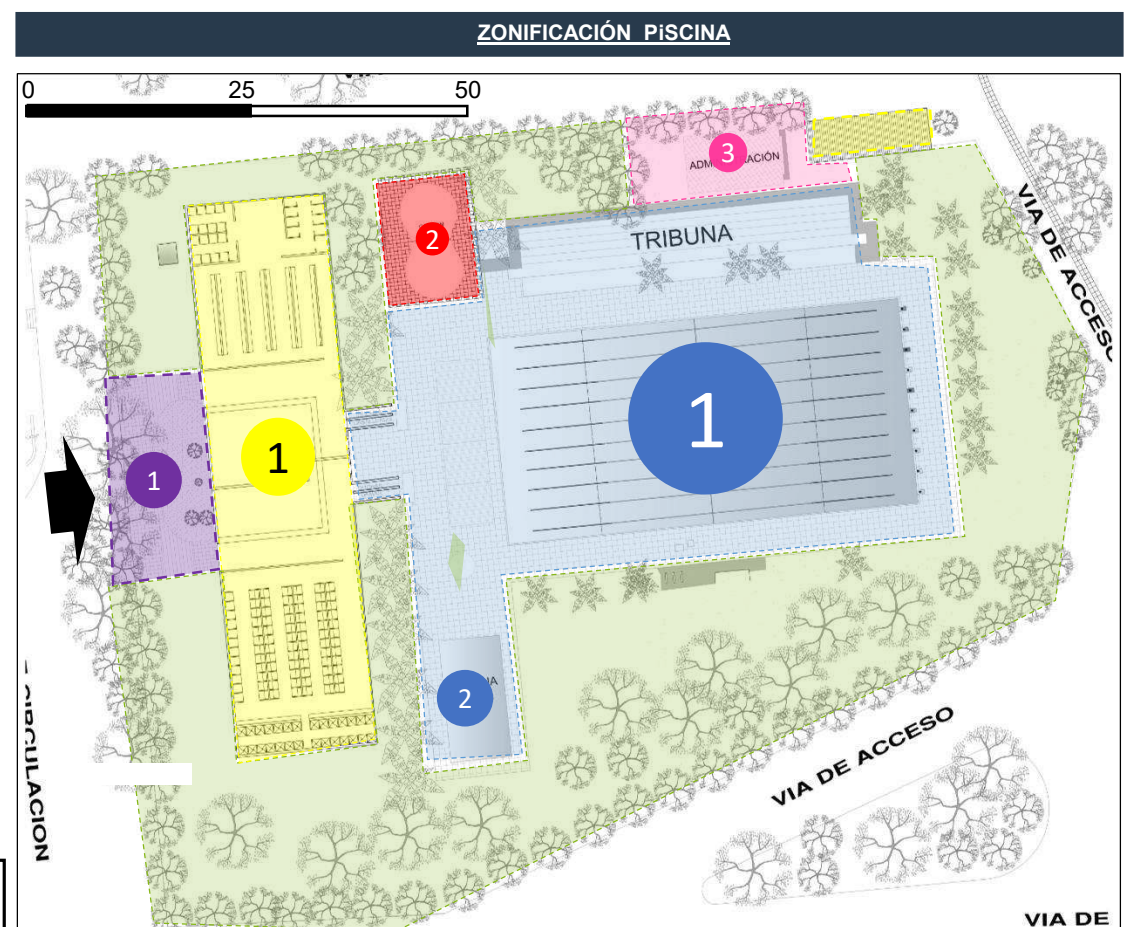 ZONIFICACIÓN PiSCINA
0 25 50
3
2
TRIBUNA
VIA DE ACCESO
1
1
1
2
VIA DE ACCESO
CIRCULACION
VIA DE